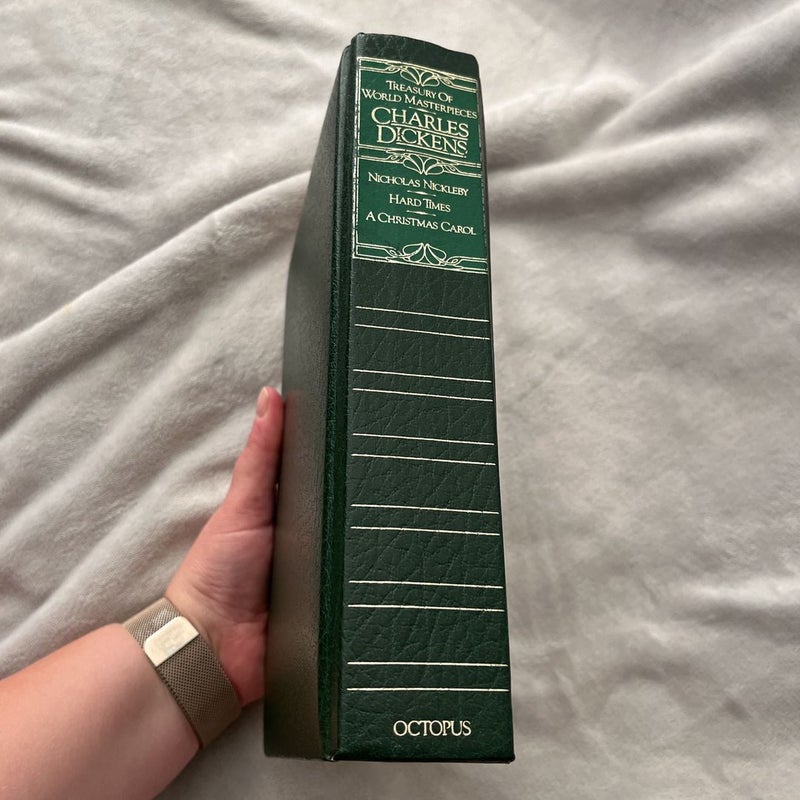 Treasury Of
World Masterpieces
Charles
Dickens
Nicholas Nickleby
Hard Times
A Christmas Carol
OCTOPUS